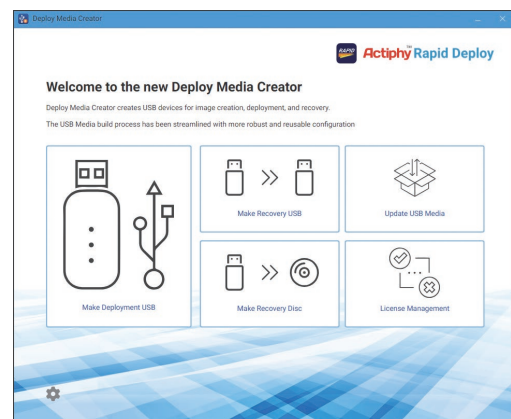 Deploy Media Creator
RAPID Actiphy™ Rapid Deploy
Welcome to the new Deploy Media Creator
Deploy Media Creator creates USB devices for image creation, deployment, and recovery.
The USB Media build process has been streamlined with more robust and reusable configuration
Make Deployment USB
Make Recovery USB
Update USB Media
Make Recovery Disc
License Management